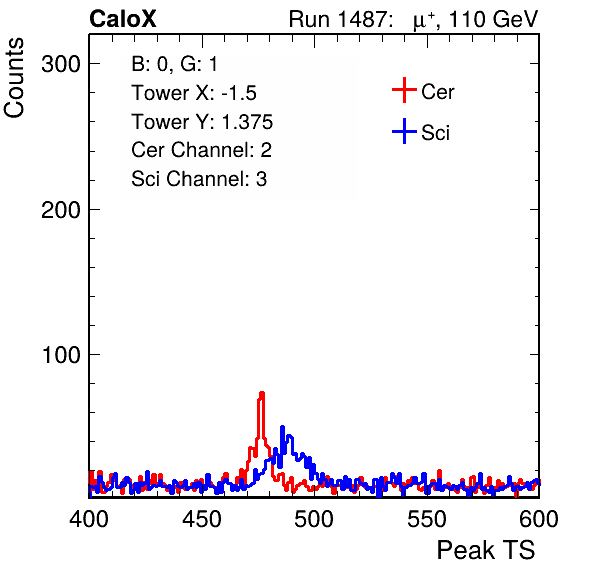 CaloX Run 1487: μ⁺, 110 GeV
B: 0, G: 1
Tower X: -1.5
Tower Y: 1.375
Cer Channel: 2
Sci Channel: 3
Cer
Sci
Counts
300
200
100
400 450 500 550 600
Peak TS